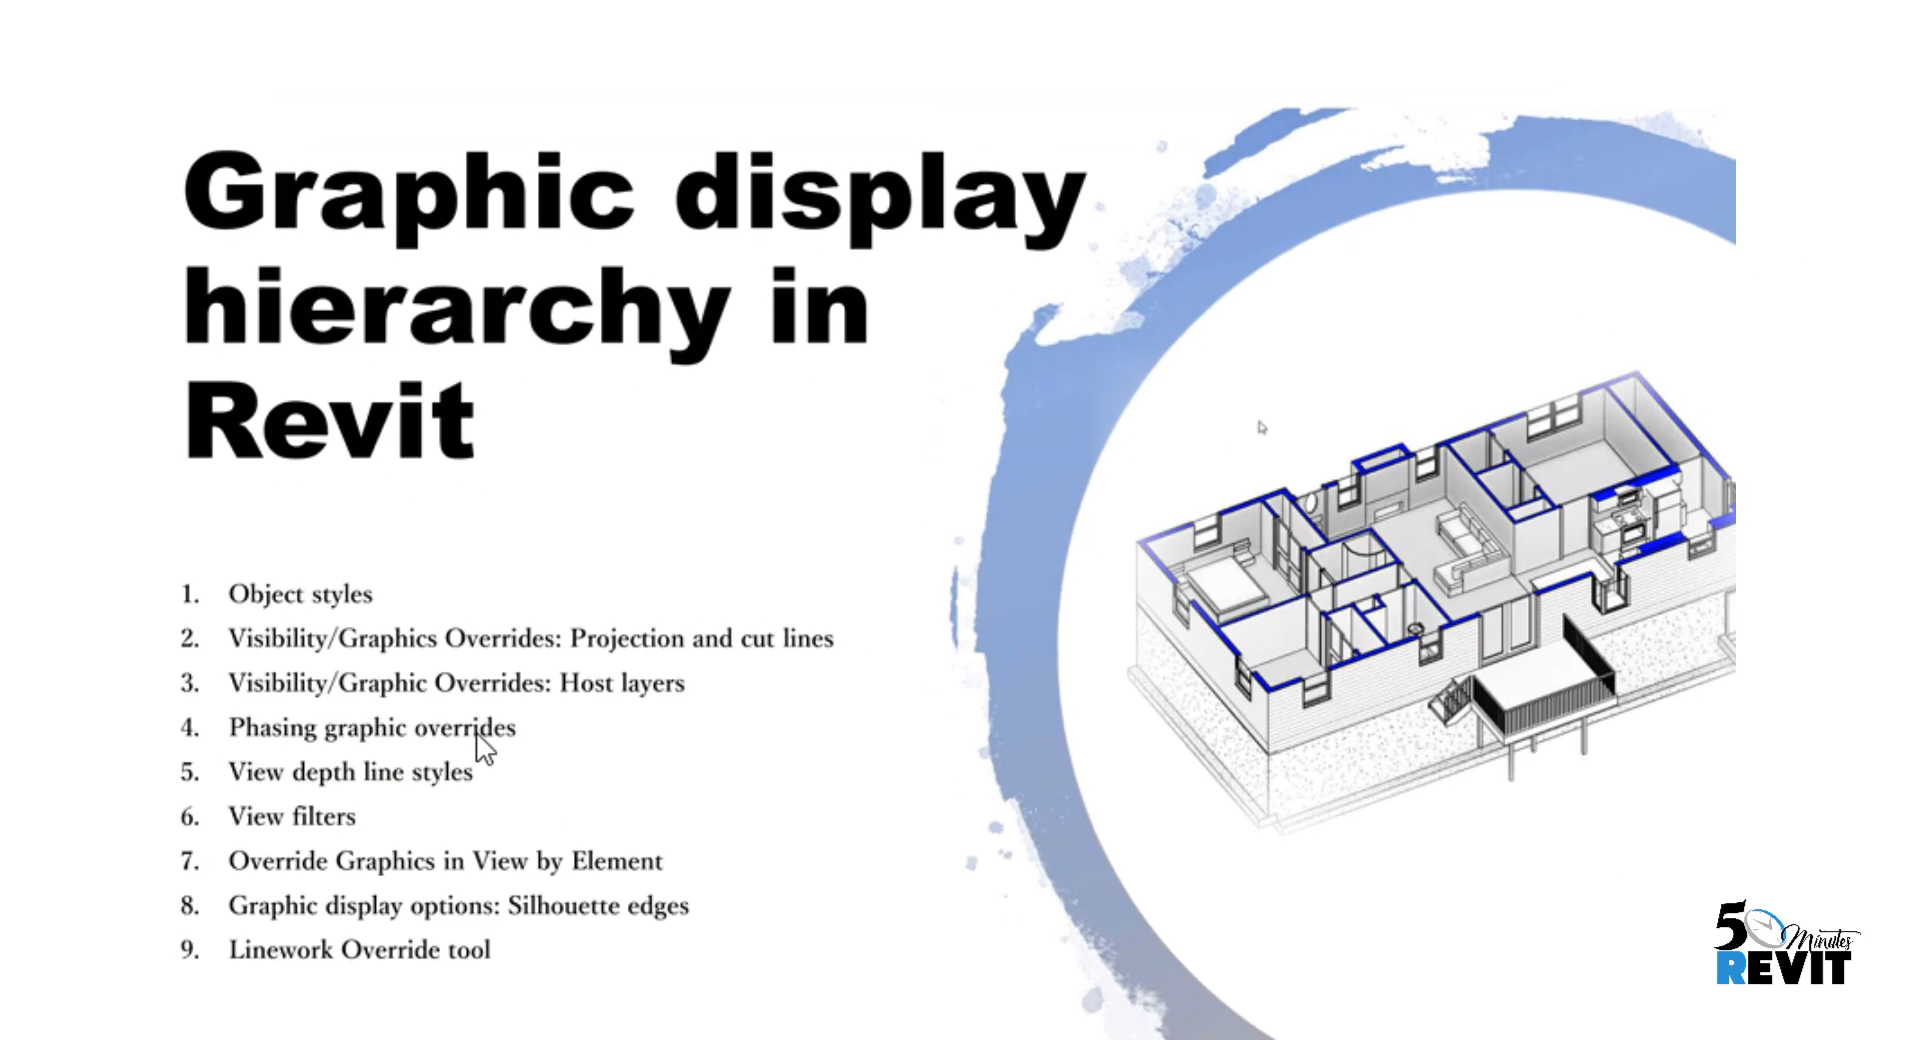 Graphic display
hierarchy in
Revit
1. Object styles
2. Visibility/Graphics Overrides: Projection and cut lines
3. Visibility/Graphic Overrides: Host layers
4. Phasing graphic overrides
5. View depth line styles
6. View filters
7. Override Graphics in View by Element
8. Graphic display options: Silhouette edges
9. Linework Override tool
5 Minutes
REVIT